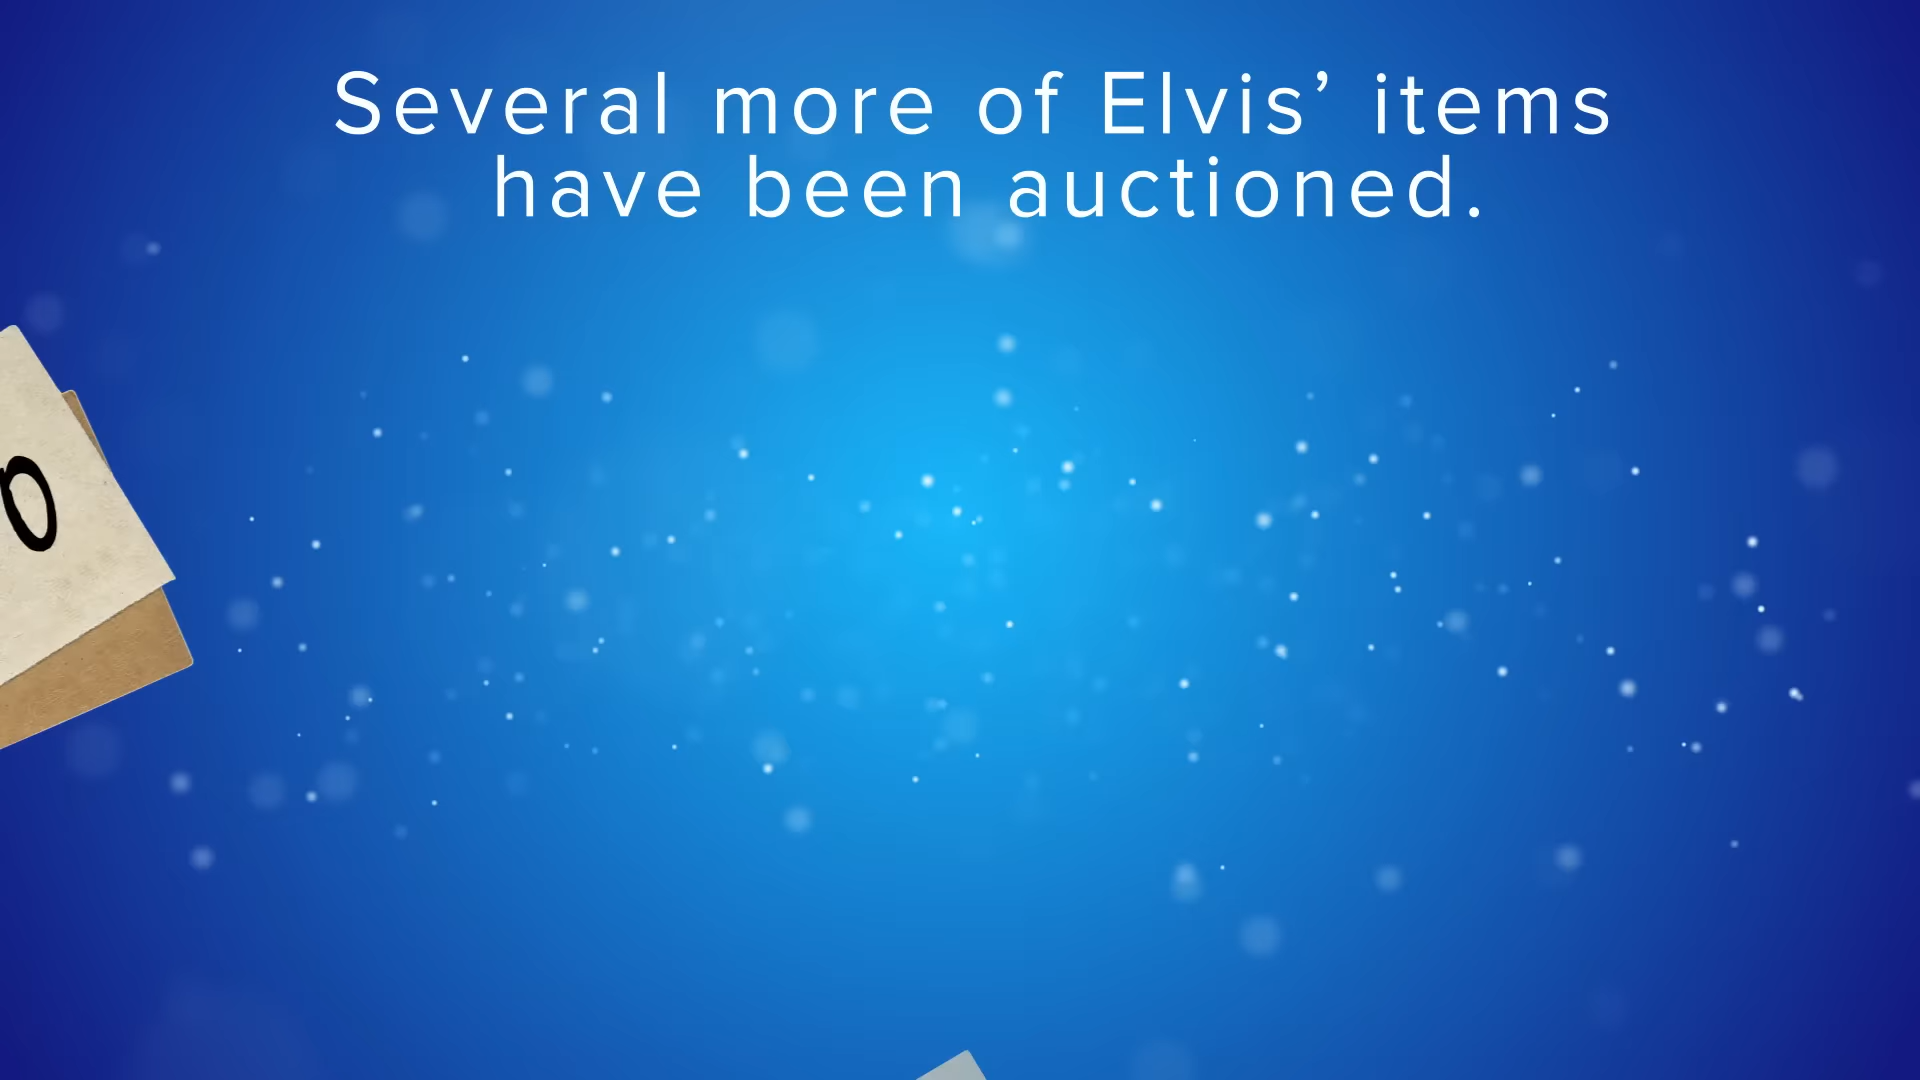 Several more of Elvis’ items
have been auctioned.